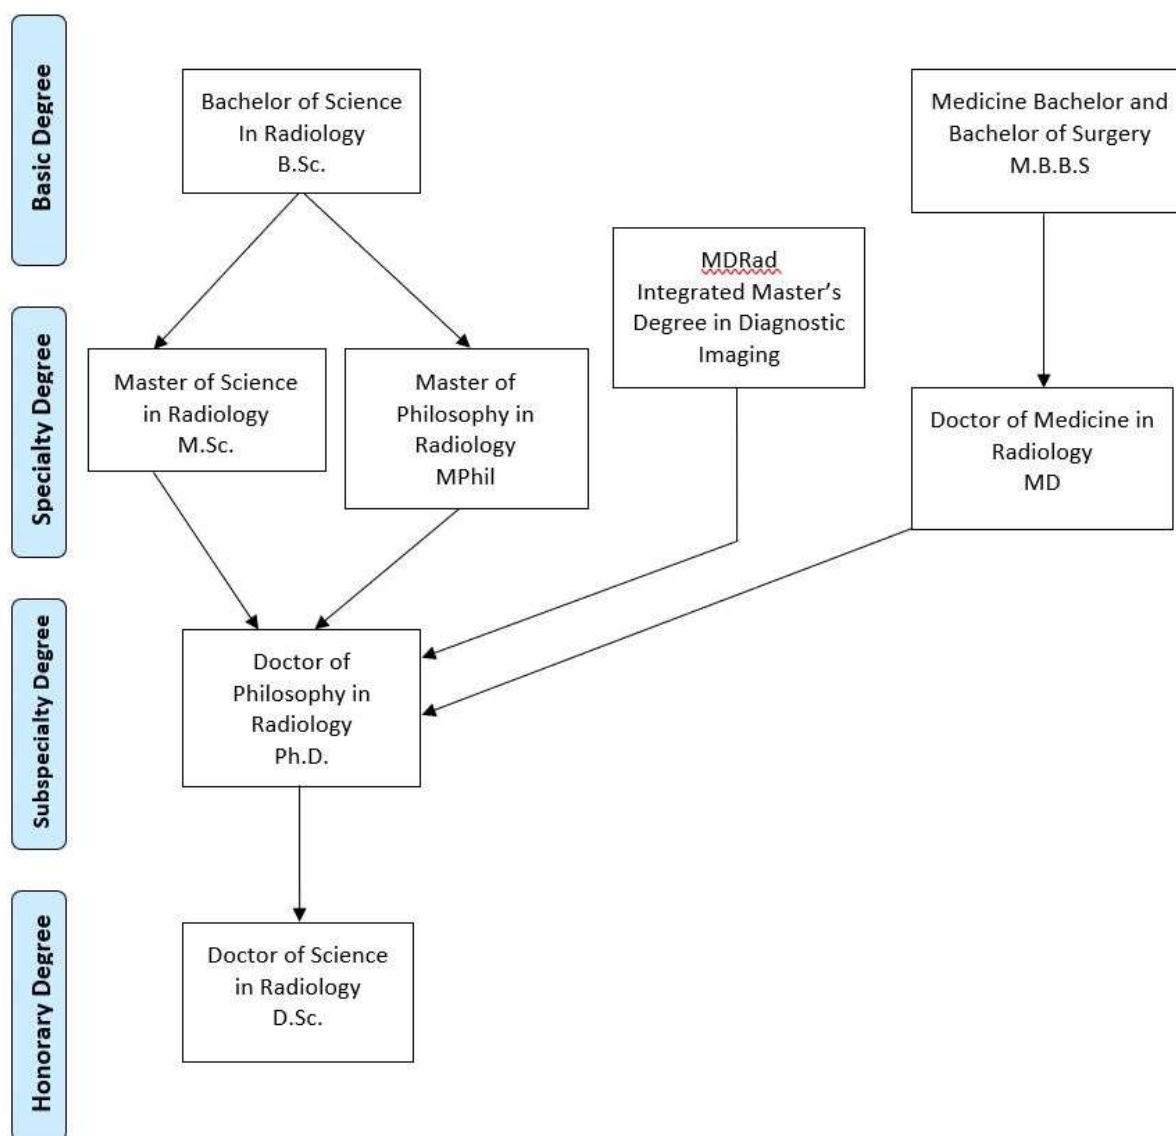 Basic Degree
Bachelor of Science
In Radiology
B.Sc.
Medicine Bachelor and
Bachelor of Surgery
M.B.B.S
MDRad
Integrated Master’s
Degree in Diagnostic
Imaging
Specialty Degree
Master of Science
in Radiology
M.Sc.
Master of
Philosophy in
Radiology
MPhil
Doctor of Medicine in
Radiology
MD
Subspecialty Degree
Doctor of
Philosophy in
Radiology
Ph.D.
Honorary Degree
Doctor of Science
in Radiology
D.Sc.